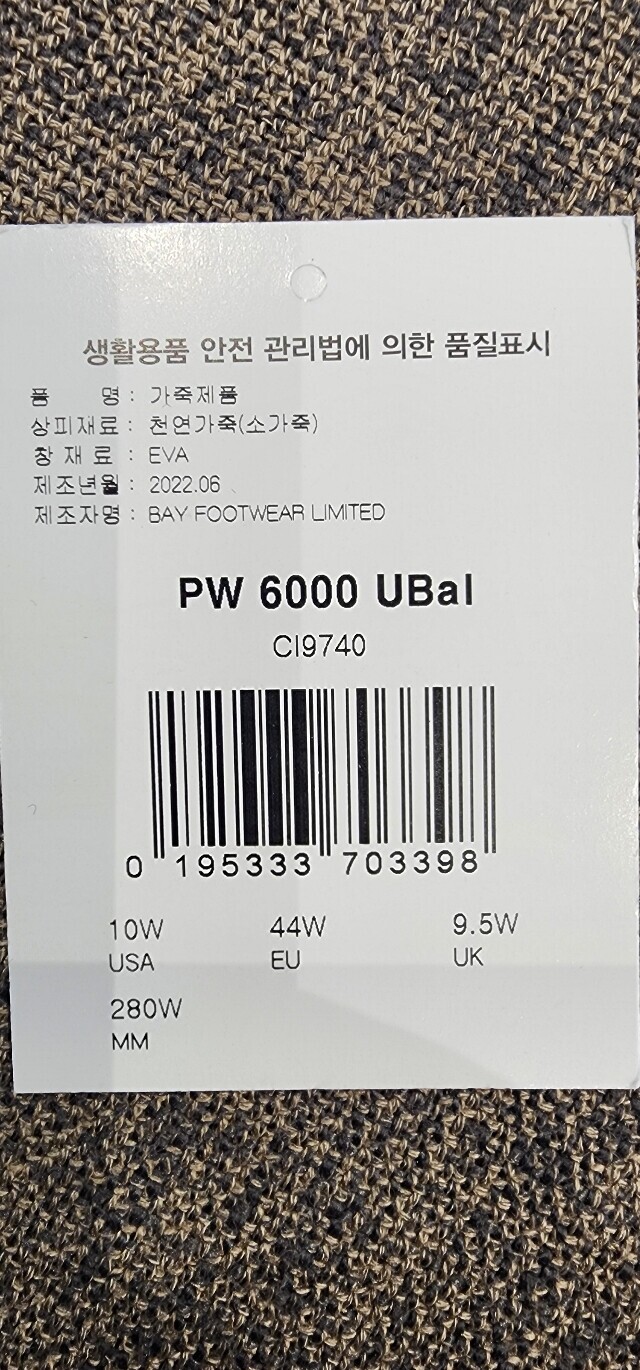 생활용품 안전 관리법에 의한 품질표시
품 명 : 가죽제품
상피재료 : 천연가죽(소가죽)
창 재 료 : EVA
제조년월 : 2022.06
제조자명 : BAY FOOTWEAR LIMITED
PW 6000 UBal
CI9740
0 195333 703398
10W 44W 9.5W
USA EU UK
280W
MM